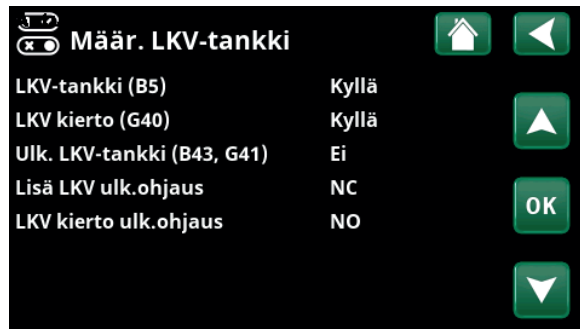 Määr. LKV-tankki
LKV-tankki (B5) Kyllä
LKV kierto (G40) Kyllä
Ulk. LKV-tankki (B43, G41) Ei
Lisä LKV ulk.ohjaus NC
LKV kierto ulk.ohjaus NO
OK